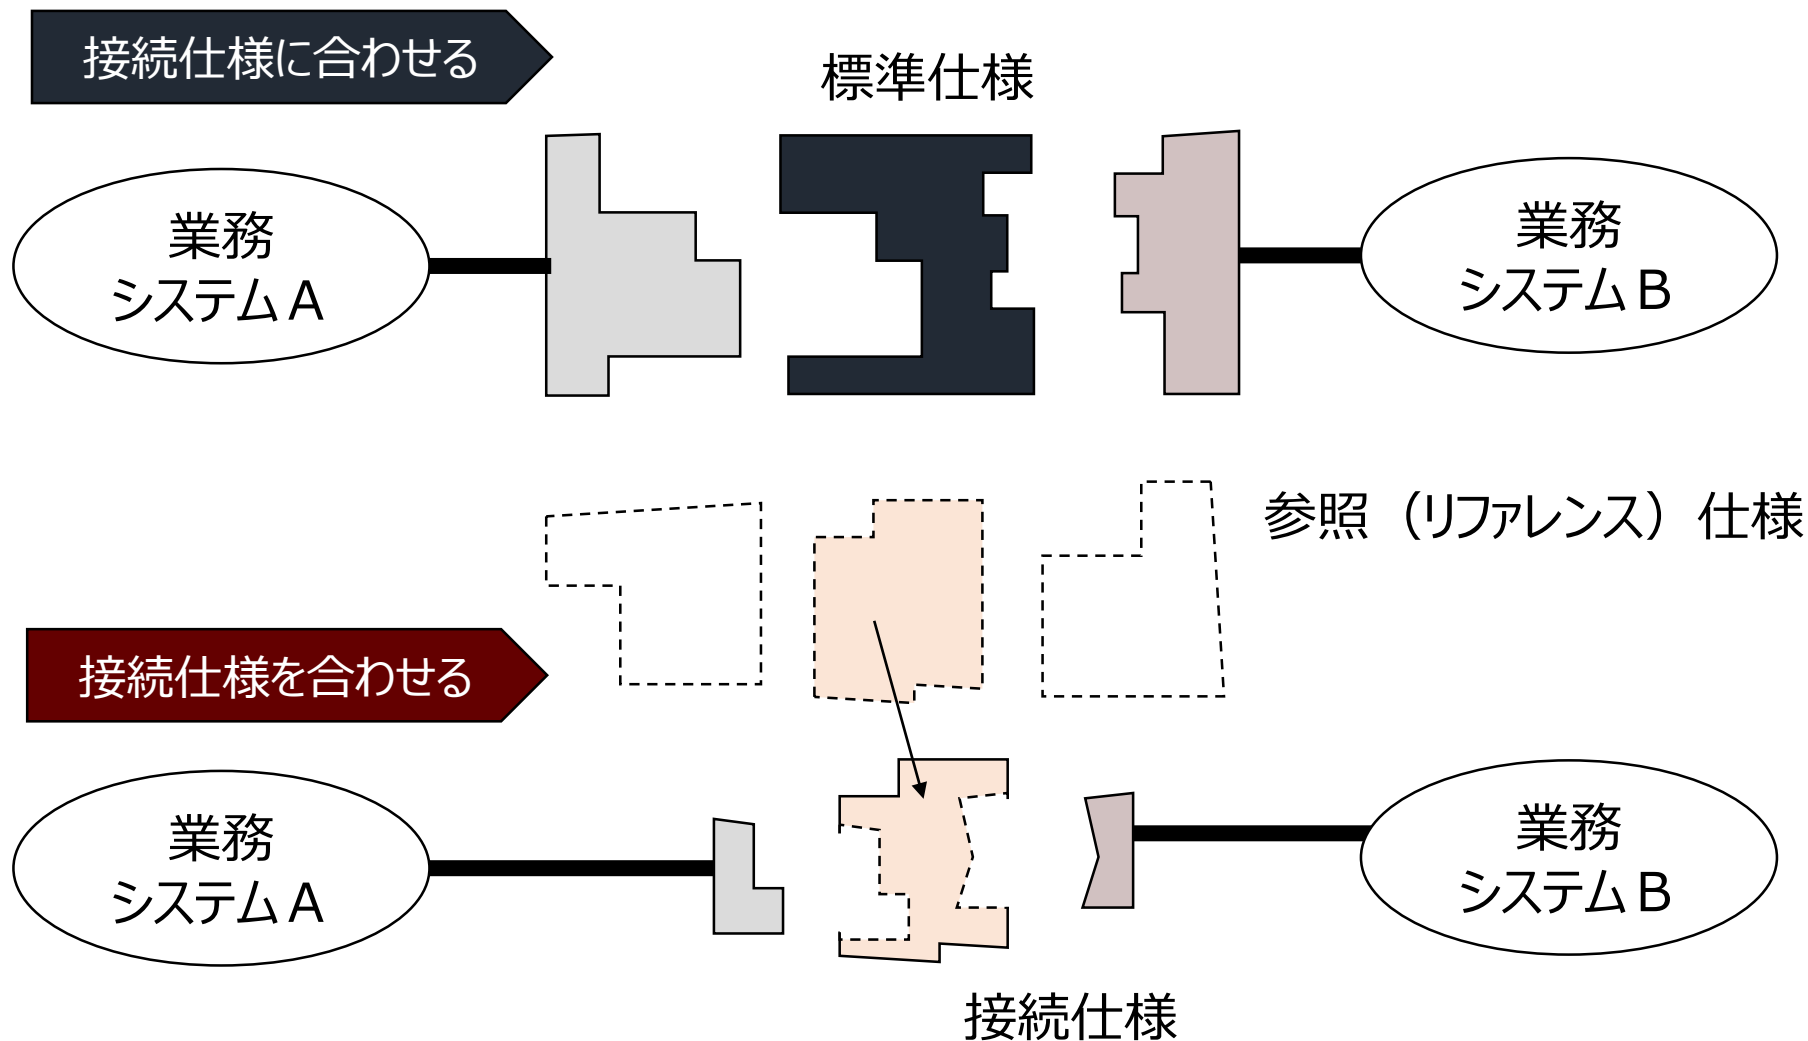 接続仕様に合わせる
標準仕様
業務
システムA
業務
システムB
参照（リファレンス）仕様
接続仕様を合わせる
業務
システムA
業務
システムB
接続仕様